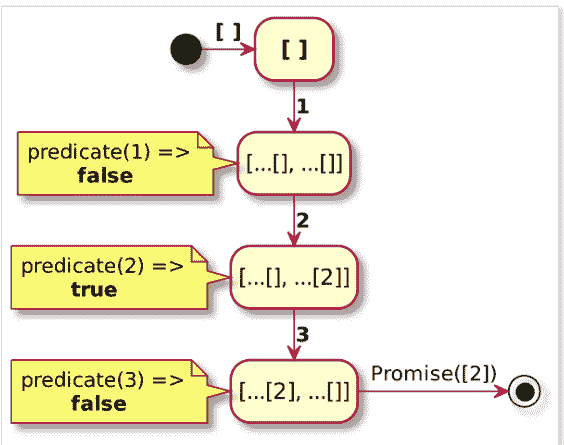 [ ]
[ ]
1
predicate(1) =>
false
[...[], ...[]]
2
predicate(2) =>
true
[...[], ...[2]]
3
predicate(3) =>
false
[...[2], ...[]]
Promise([2])